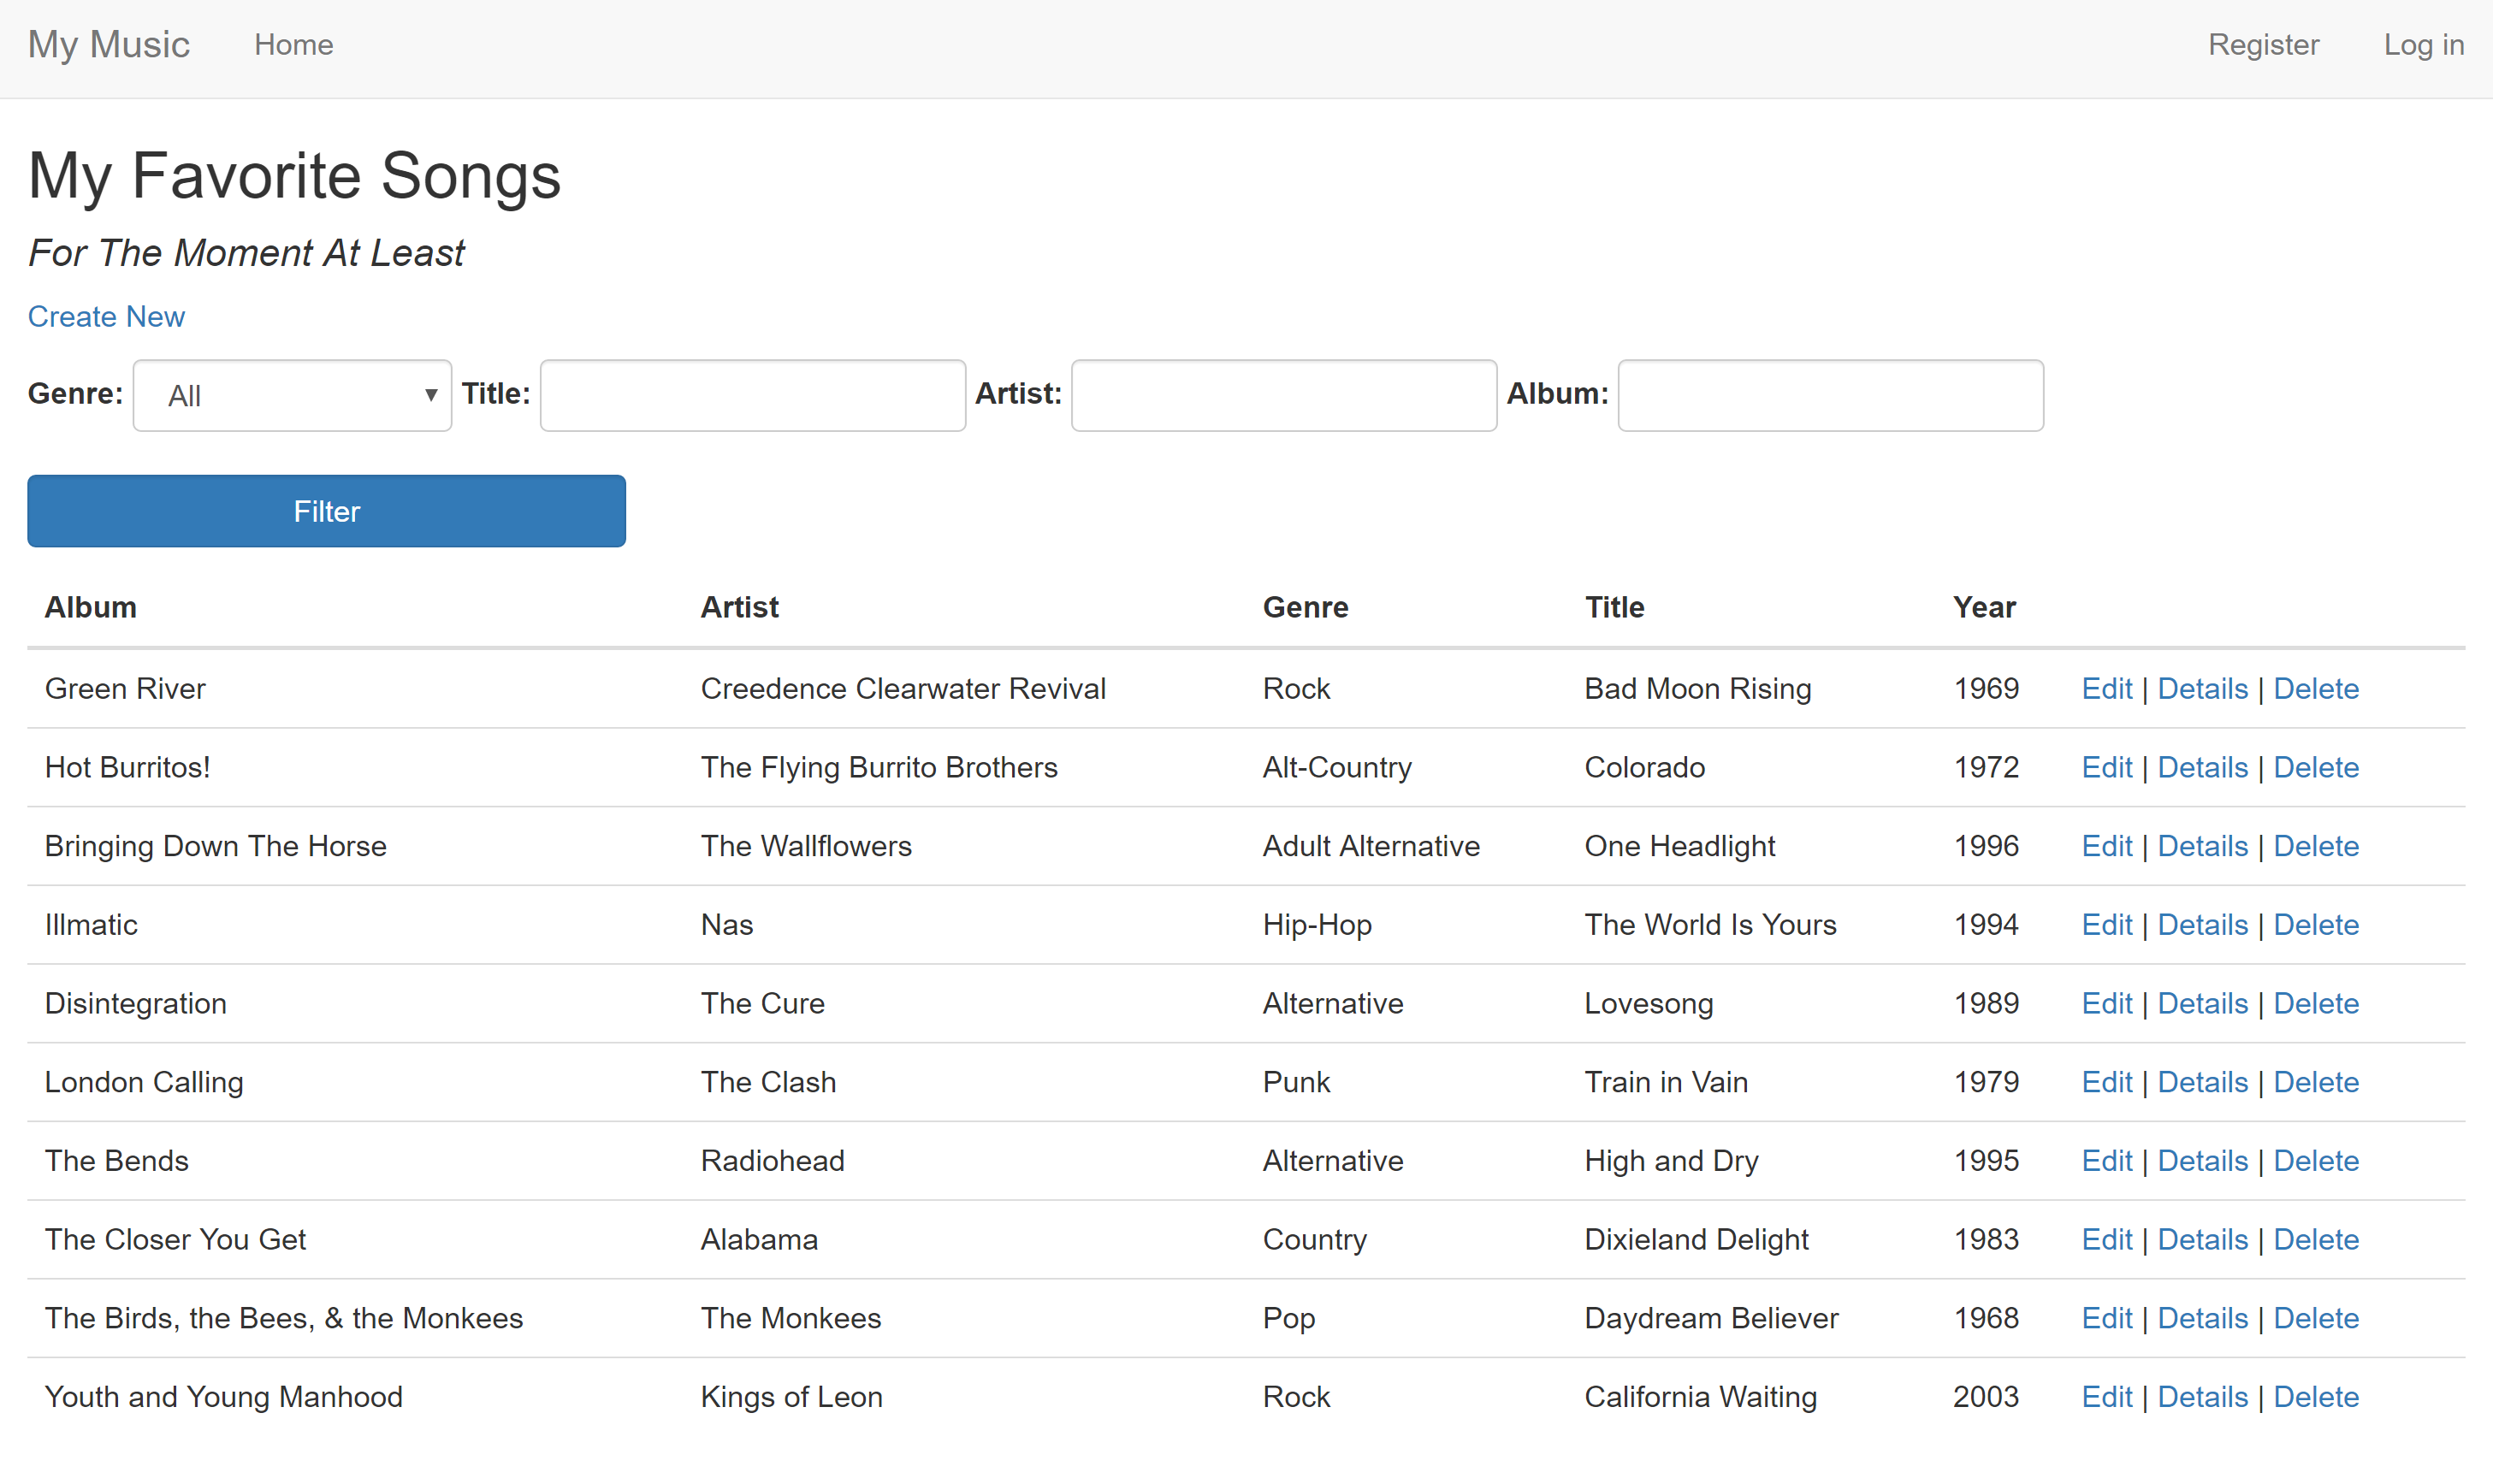 My Music Home Register Log in
My Favorite Songs
For The Moment At Least
Create New
Genre: All Title: Artist: Album:
Filter
Album Artist Genre Title Year
Green River Creedence Clearwater Revival Rock Bad Moon Rising 1969 Edit | Details | Delete
Hot Burritos! The Flying Burrito Brothers Alt-Country Colorado 1972 Edit | Details | Delete
Bringing Down The Horse The Wallflowers Adult Alternative One Headlight 1996 Edit | Details | Delete
Illmatic Nas Hip-Hop The World Is Yours 1994 Edit | Details | Delete
Disintegration The Cure Alternative Lovesong 1989 Edit | Details | Delete
London Calling The Clash Punk Train in Vain 1979 Edit | Details | Delete
The Bends Radiohead Alternative High and Dry 1995 Edit | Details | Delete
The Closer You Get Alabama Country Dixieland Delight 1983 Edit | Details | Delete
The Birds, the Bees, & the Monkees The Monkees Pop Daydream Believer 1968 Edit | Details | Delete
Youth and Young Manhood Kings of Leon Rock California Waiting 2003 Edit | Details | Delete